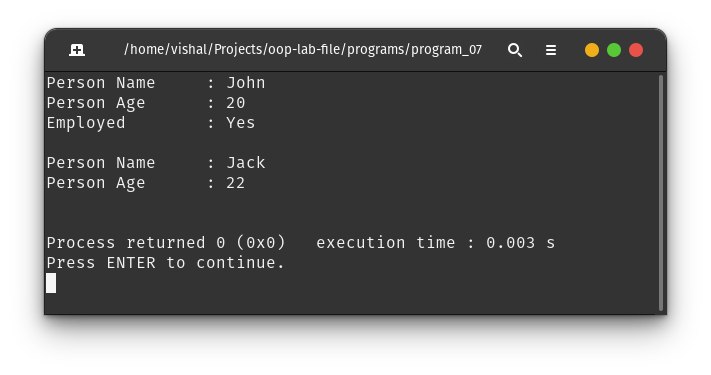 /home/vishal/Projects/oop-lab-file/programs/program_07
Person Name     : John
Person Age      : 20
Employed        : Yes
Person Name     : Jack
Person Age      : 22
Process returned 0 (0x0)   execution time : 0.003 s
Press ENTER to continue.